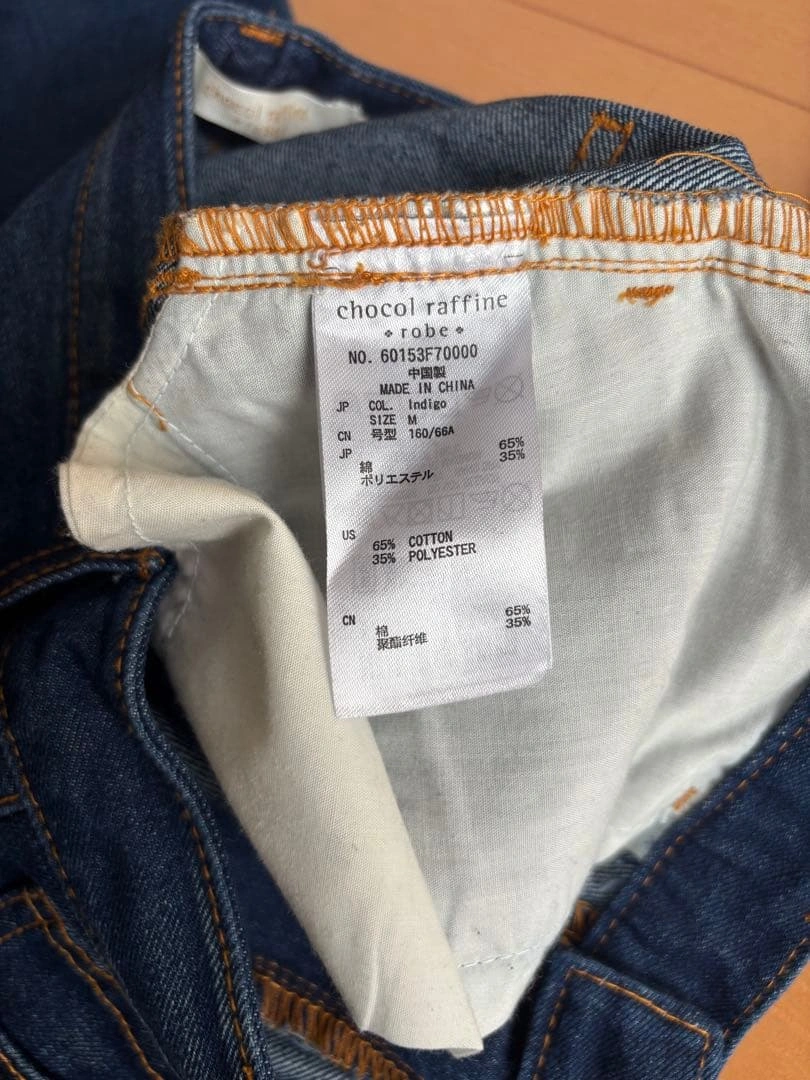 chocol raffine
robe
NO. 60153F70000
中国製
MADE IN CHINA
JP COL. Indigo
SIZE M
CN 号型 160/66A
JP 綿 65%
ポリエステル 35%
US 65% COTTON
35% POLYESTER
CN 棉 65%
聚酯纤维 35%